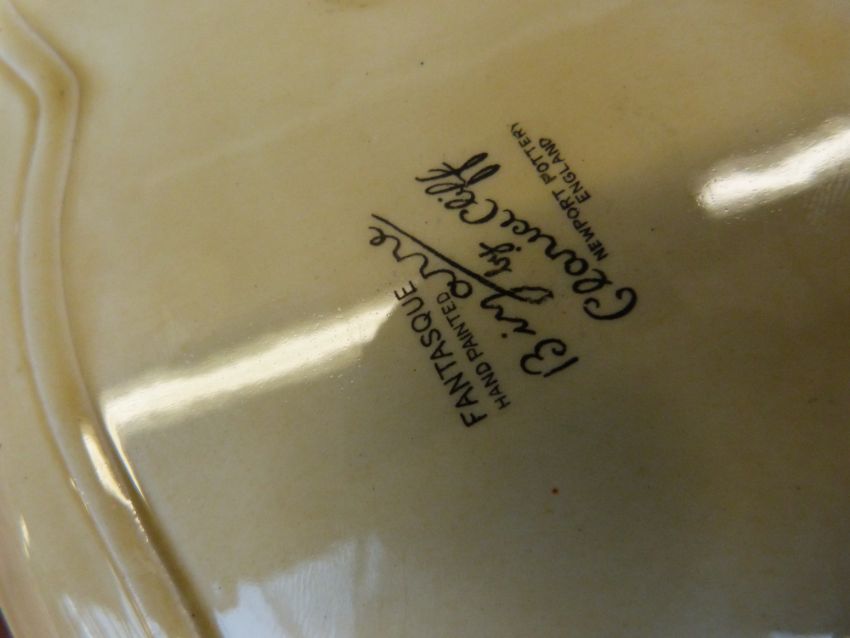 FANTASQUE
HAND PAINTED
Bizarre
by
Clarice Cliff
NEWPORT POTTERY
ENGLAND